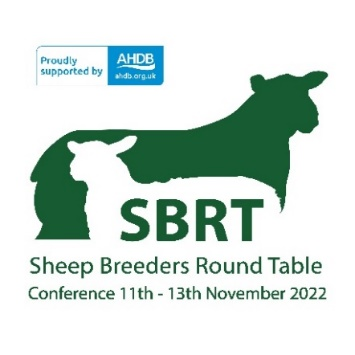 Proudly
supported by
AHDB
ahdb.org.uk
SBRT
Sheep Breeders Round Table
Conference 11th - 13th November 2022